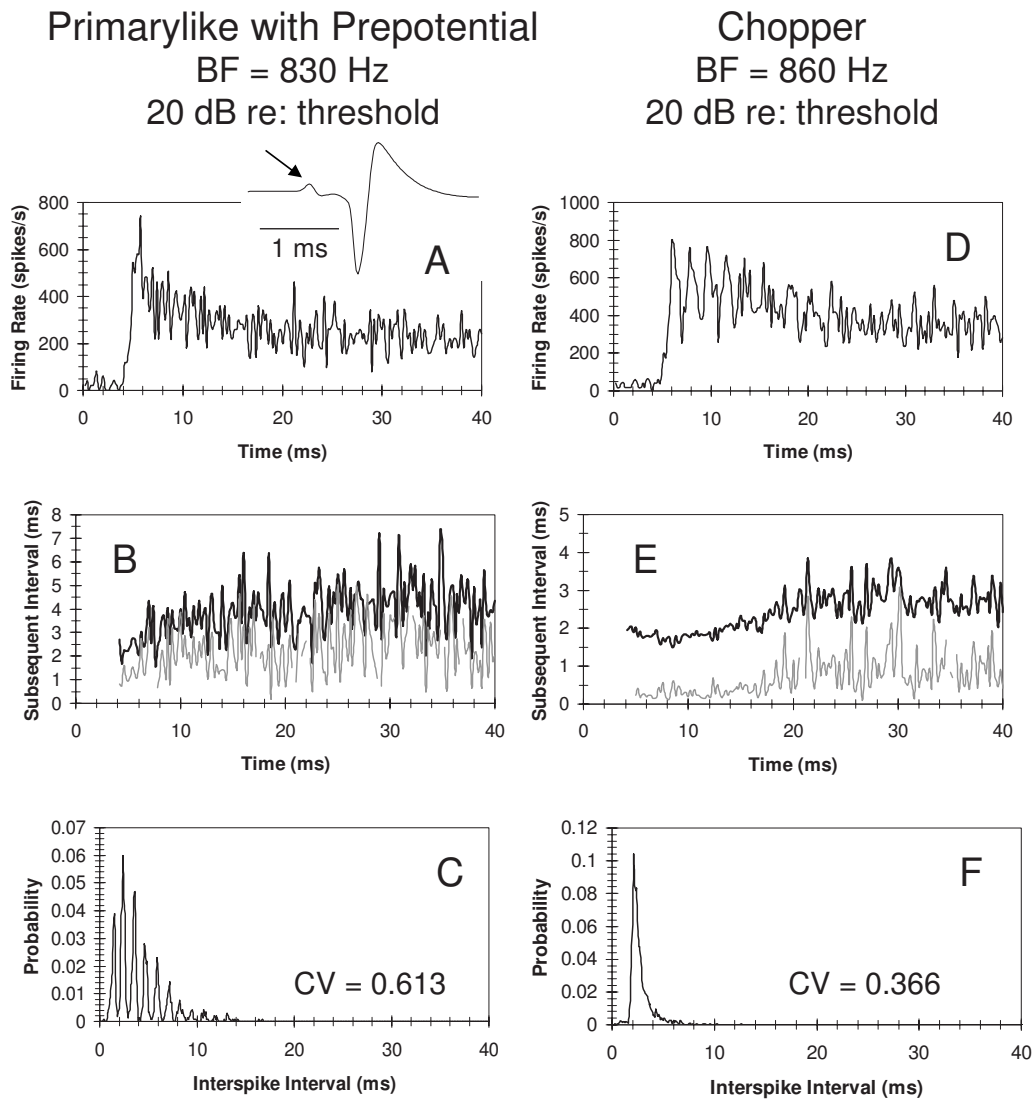 Primarylike with Prepotential
BF = 830 Hz
20 dB re: threshold
Chopper
BF = 860 Hz
20 dB re: threshold
Firing Rate (spikes/s)
800
600
400
200
0
1 ms
A
0 10 20 30 40
Time (ms)
Firing Rate (spikes/s)
1000
800
600
400
200
0
D
0 10 20 30 40
Time (ms)
Subsequent Interval (ms)
8
7
6
5
4
3
2
1
0
B
0 10 20 30 40
Time (ms)
Subsequent Interval (ms)
5
4
3
2
1
0
E
0 10 20 30 40
Time (ms)
Probability
0.07
0.06
0.05
0.04
0.03
0.02
0.01
0
C
CV = 0.613
0 10 20 30 40
Interspike Interval (ms)
Probability
0.12
0.1
0.08
0.06
0.04
0.02
0
F
CV = 0.366
0 10 20 30 40
Interspike Interval (ms)